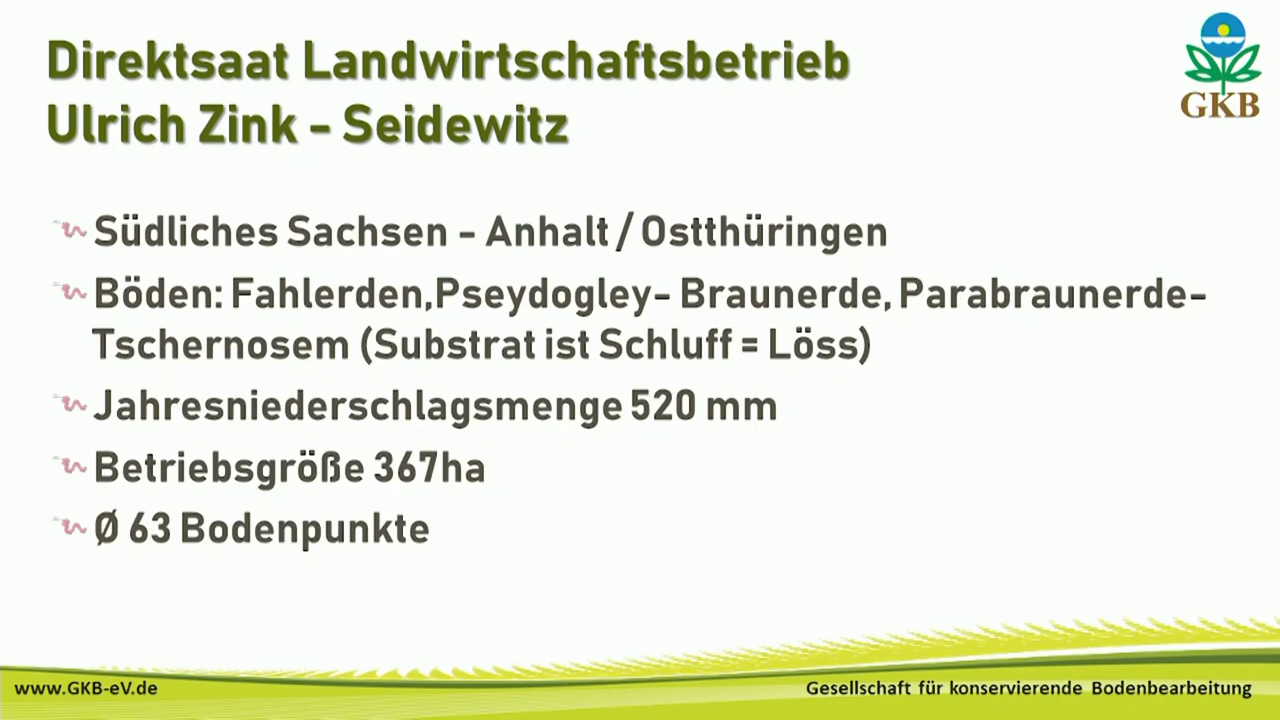 Direktsaat Landwirtschaftsbetrieb
Ulrich Zink - Seidewitz
GKB
Südliches Sachsen - Anhalt / Ostthüringen
Böden: Fahlerden,Pseydogley- Braunerde, Parabraunerde-
Tschernosem (Substrat ist Schluff = Löss)
Jahresniederschlagsmenge 520 mm
Betriebsgröße 367ha
Ø 63 Bodenpunkte
www.GKB-eV.de
Gesellschaft für konservierende Bodenbearbeitung